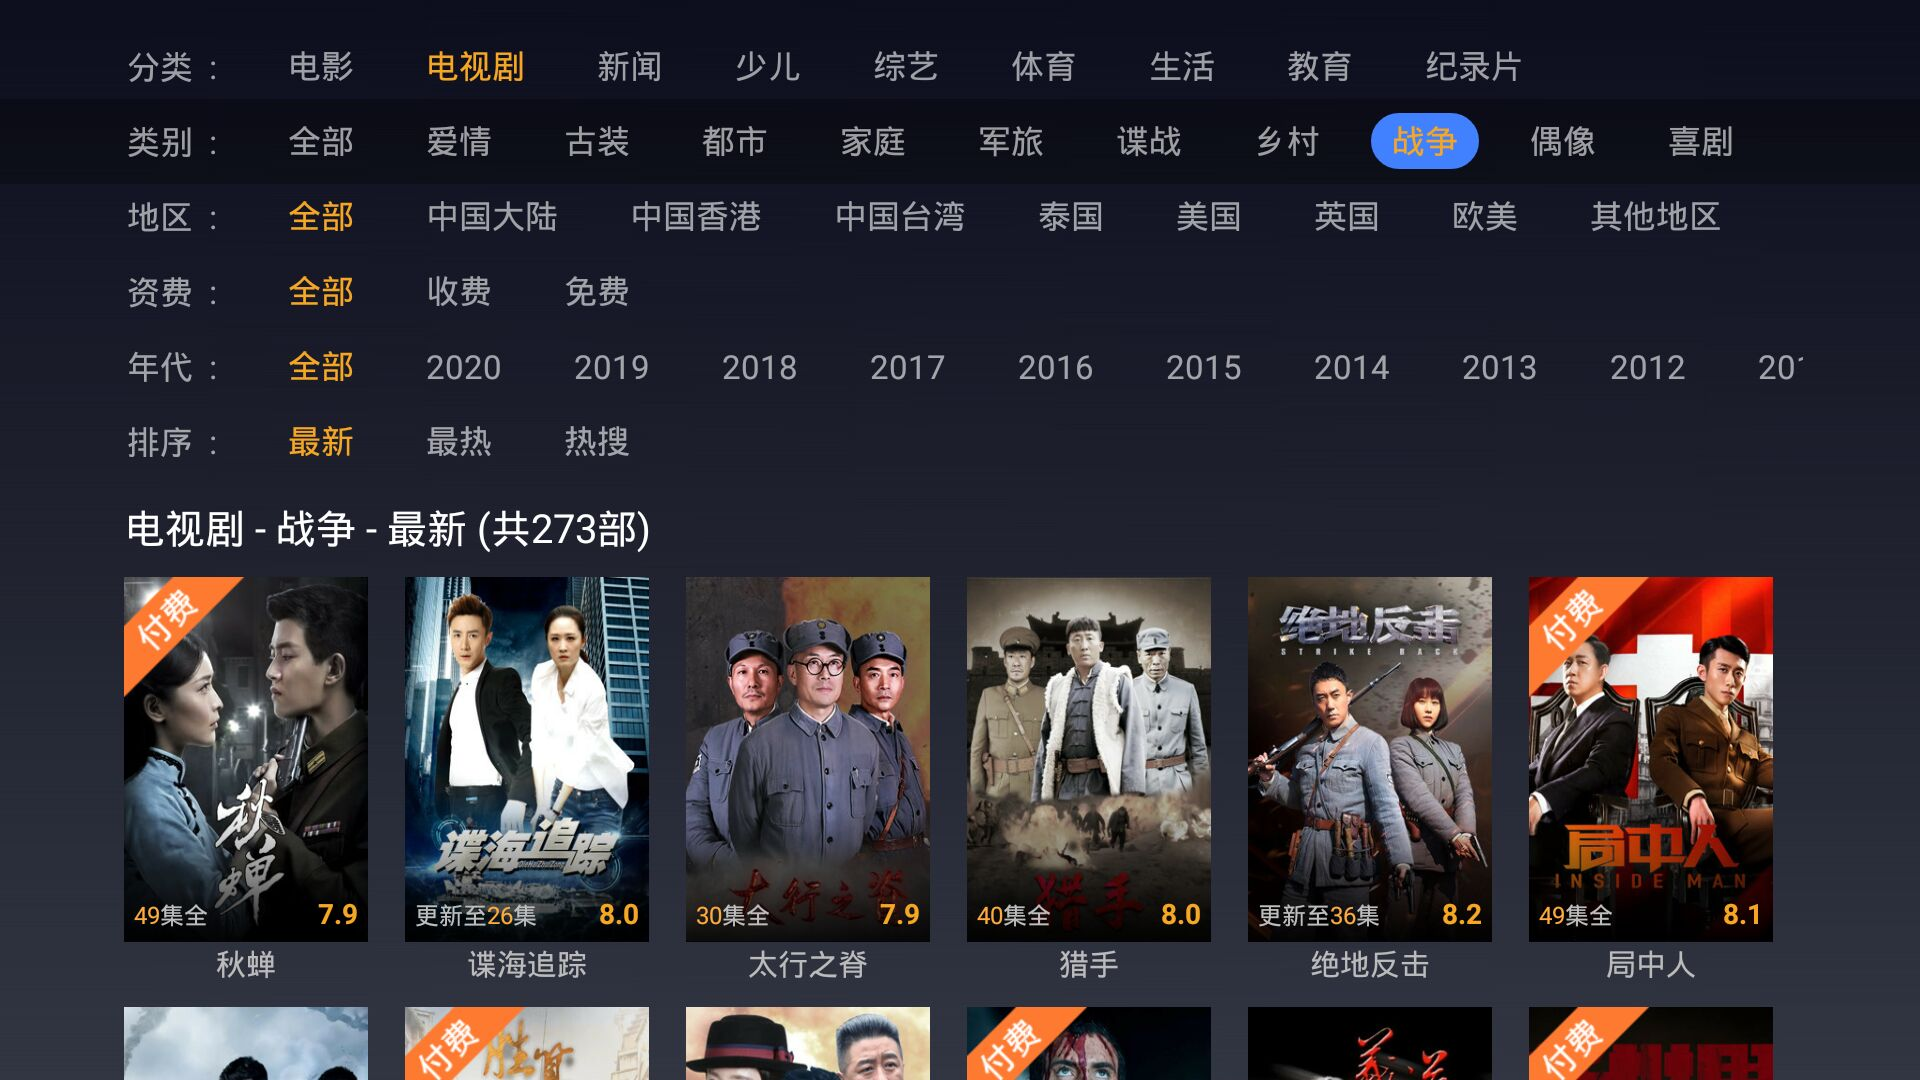 分类 : 电影 电视剧 新闻 少儿 综艺 体育 生活 教育 纪录片
类别 : 全部 爱情 古装 都市 家庭 军旅 谍战 乡村 战争 偶像 喜剧
地区 : 全部 中国大陆 中国香港 中国台湾 泰国 美国 英国 欧美 其他地区
资费 : 全部 收费 免费
年代 : 全部 2020 2019 2018 2017 2016 2015 2014 2013 2012 20
排序 : 最新 最热 热搜
电视剧 - 战争 - 最新 (共273部)
付费
秋蝉
49集全 7.9
秋蝉
谍海追踪
更新至26集 8.0
谍海追踪
太行之脊
30集全 7.9
太行之脊
猎手
40集全 8.0
猎手
绝地反击
STRIKE BACK
更新至36集 8.2
绝地反击
付费
局中人
INSIDE MAN
49集全 8.1
局中人
付费
付费
付费